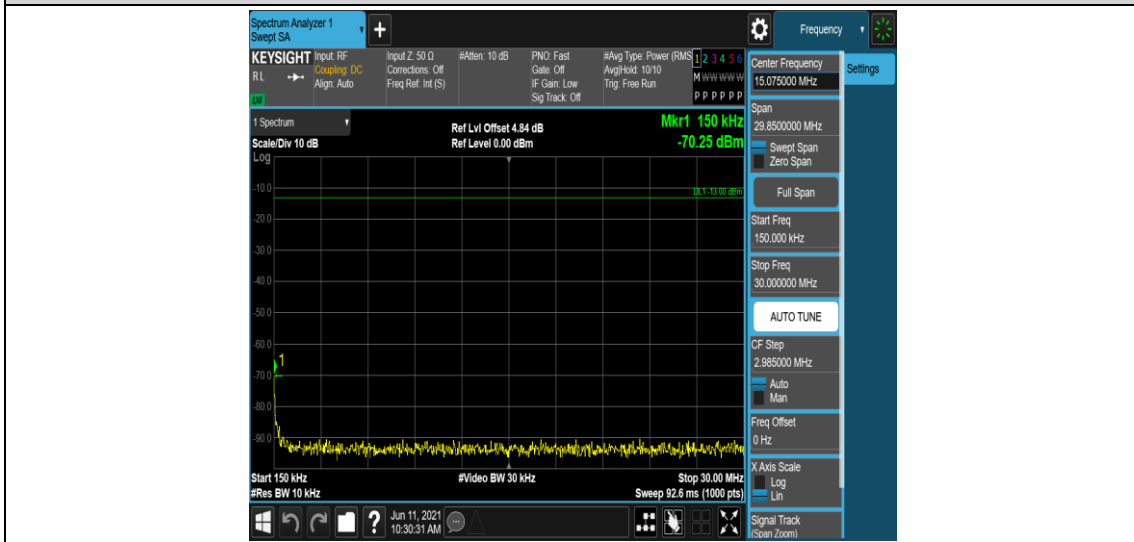 Spectrum Analyzer 1
Swept SA
+
Frequency
KEYSIGHT
RL
LXI
Input: RF
Coupling: DC
Align: Auto
Input Z: 50 Ω
Corrections: Off
Freq Ref: Int (S)
#Atten: 10 dB
PNO: Fast
Gate: Off
IF Gain: Low
Sig Track: Off
#Avg Type: Power (RMS
Avg|Hold: 10/10
Trig: Free Run
1 2 3 4 5 6
M W W W W W
P P P P P P
Center Frequency
15.075000 MHz
Settings
1 Spectrum
Scale/Div 10 dB
Log
Ref Lvl Offset 4.84 dB
Ref Level 0.00 dBm
Mkr1 150 kHz
-70.25 dBm
Span
29.8500000 MHz
Swept Span
Zero Span
Full Span
Start Freq
150.000 kHz
Stop Freq
30.000000 MHz
AUTO TUNE
CF Step
2.985000 MHz
Auto
Man
Freq Offset
0 Hz
X Axis Scale
Log
Lin
Signal Track
(Span Zoom)
DL1 -13.00 dBm
-10.0
-20.0
-30.0
-40.0
-50.0
-60.0
-70.0
-80.0
-90.0
1
Start 150 kHz
#Res BW 10 kHz
#Video BW 30 kHz
Stop 30.00 MHz
Sweep 92.6 ms (1000 pts)
?
Jun 11, 2021
10:30:31 AM